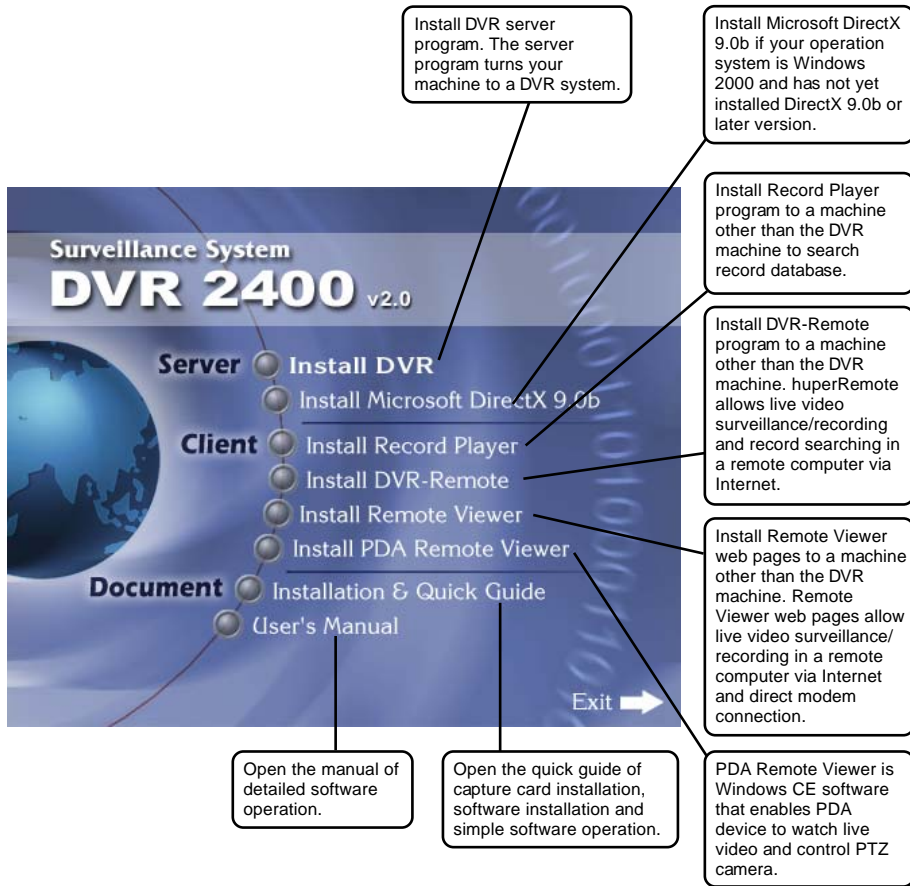 Install DVR server
program. The server
program turns your
machine to a DVR system.
Install Microsoft DirectX
9.0b if your operation
system is Windows
2000 and has not yet
installed DirectX 9.0b or
later version.
Install Record Player
program to a machine
other than the DVR
machine to search
record database.
Install DVR-Remote
program to a machine
other than the DVR
machine. huperRemote
allows live video
surveillance/recording
and record searching in
a remote computer via
Internet.
Install Remote Viewer
web pages to a machine
other than the DVR
machine. Remote
Viewer web pages allow
live video surveillance/
recording in a remote
computer via Internet
and direct modem
connection.
PDA Remote Viewer is
Windows CE software
that enables PDA
device to watch live
video and control PTZ
camera.
Surveillance System
DVR 2400 v2.0
Server Install DVR
Install Microsoft DirectX 9.0b
Client Install Record Player
Install DVR-Remote
Install Remote Viewer
Install PDA Remote Viewer
Document Installation & Quick Guide
User's Manual
Exit
Open the manual of
detailed software
operation.
Open the quick guide of
capture card installation,
software installation and
simple software operation.